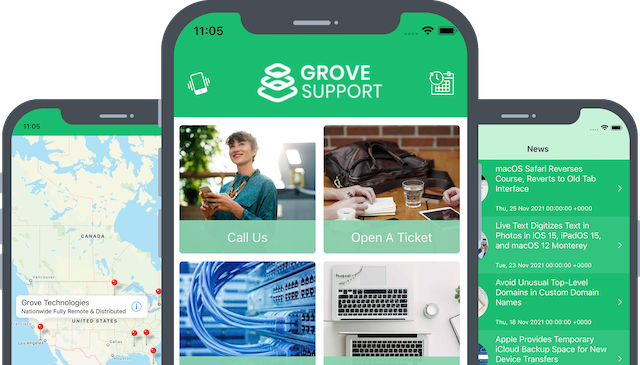 11:05
CANADA
Vancouver
Grove Technologies
Nationwide Fully Remote & Distributed
UNITED STATES
Los Angeles
Dallas
11:05
GROVE
SUPPORT
Call Us
Open A Ticket
News
macOS Safari Reverses
Course, Reverts to Old Tab
Interface
Thu, 25 Nov 2021 00:00:00 +0000
Live Text Digitizes Text in
Photos in iOS 15, iPadOS 15,
and macOS 12 Monterey
Tue, 23 Nov 2021 00:00:00 +0000
Avoid Unusual Top-Level
Domains in Custom Domain
Names
Thu, 18 Nov 2021 00:00:00 +0000
Apple Provides Temporary
iCloud Backup Space for New
Device Transfers